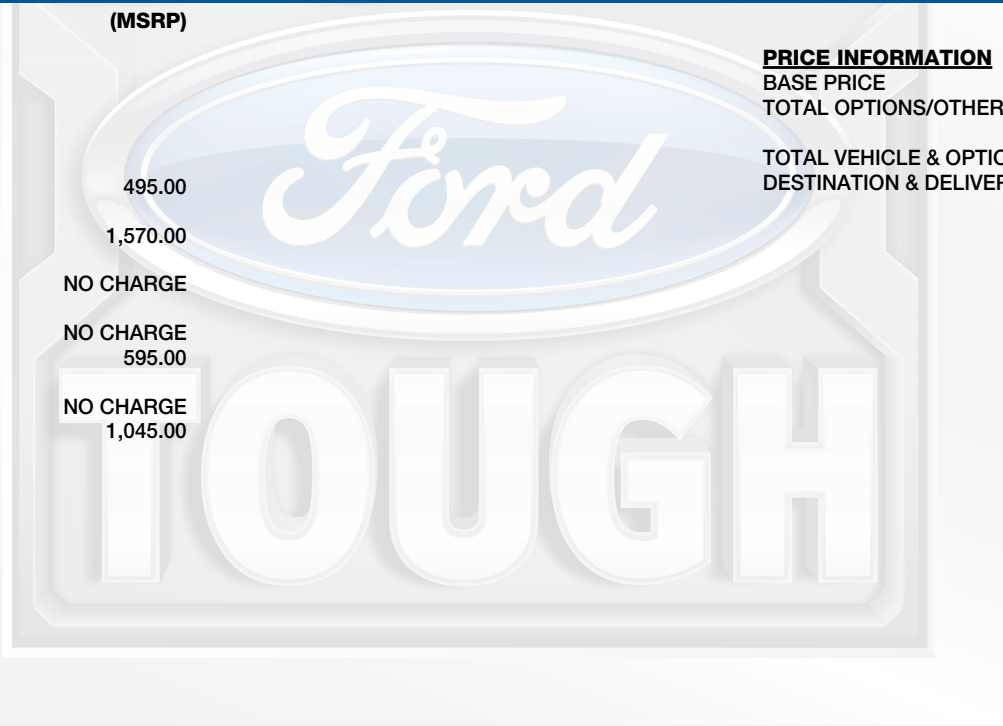 (MSRP)
495.00
1,570.00
NO CHARGE
NO CHARGE
595.00
NO CHARGE
1,045.00
PRICE INFORMATION
BASE PRICE
TOTAL OPTIONS/OTHER
TOTAL VEHICLE & OPTIO
DESTINATION & DELIVER
Ford
TOUGH